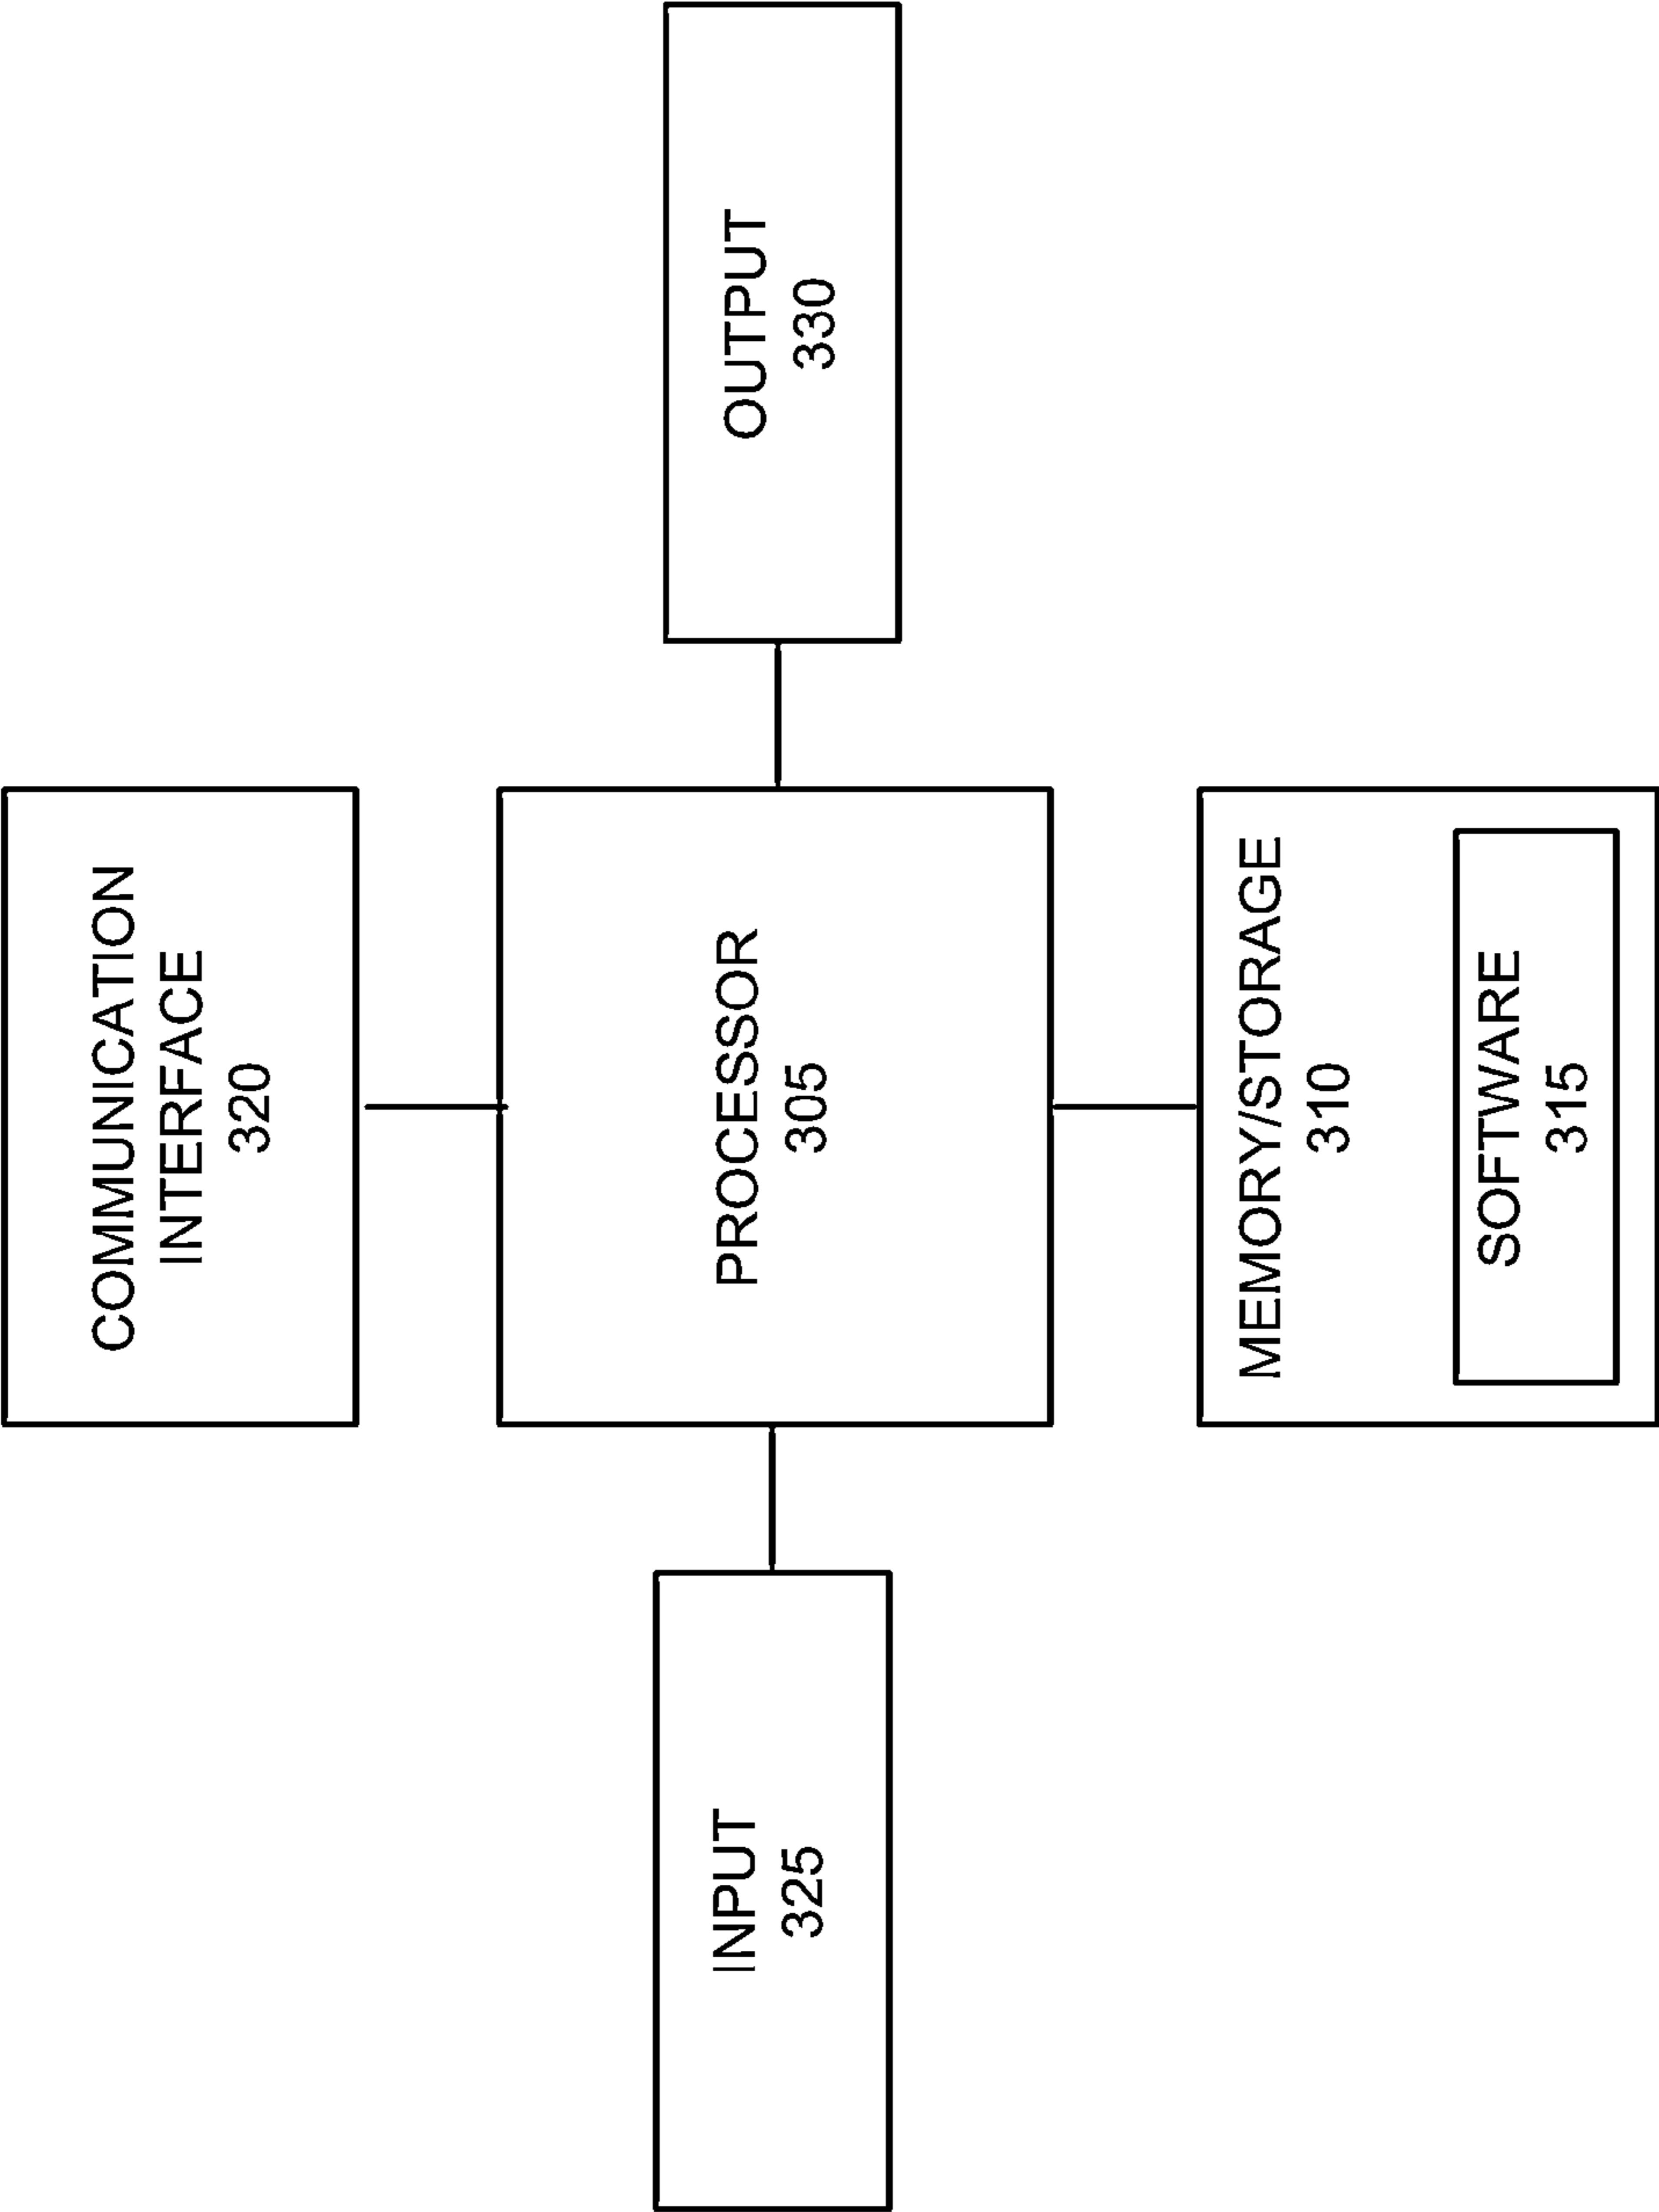 COMMUNICATION
INTERFACE
320
INPUT
325
PROCESSOR
305
OUTPUT
330
MEMORY/STORAGE
310
SOFTWARE
315